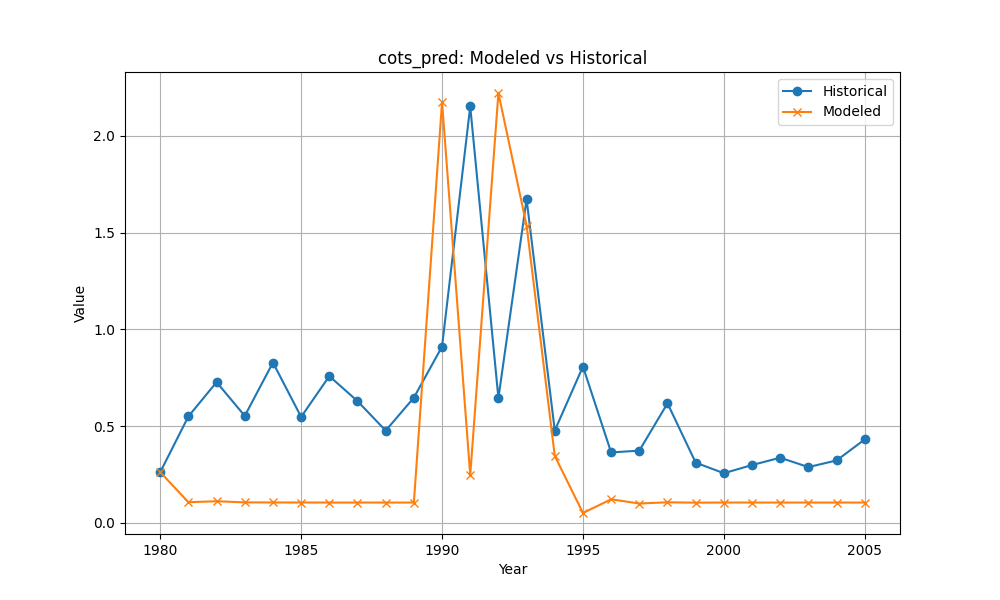 cots_pred: Modeled vs Historical
Historical
Modeled
Value
2.0
1.5
1.0
0.5
0.0
1980 1985 1990 1995 2000 2005
Year